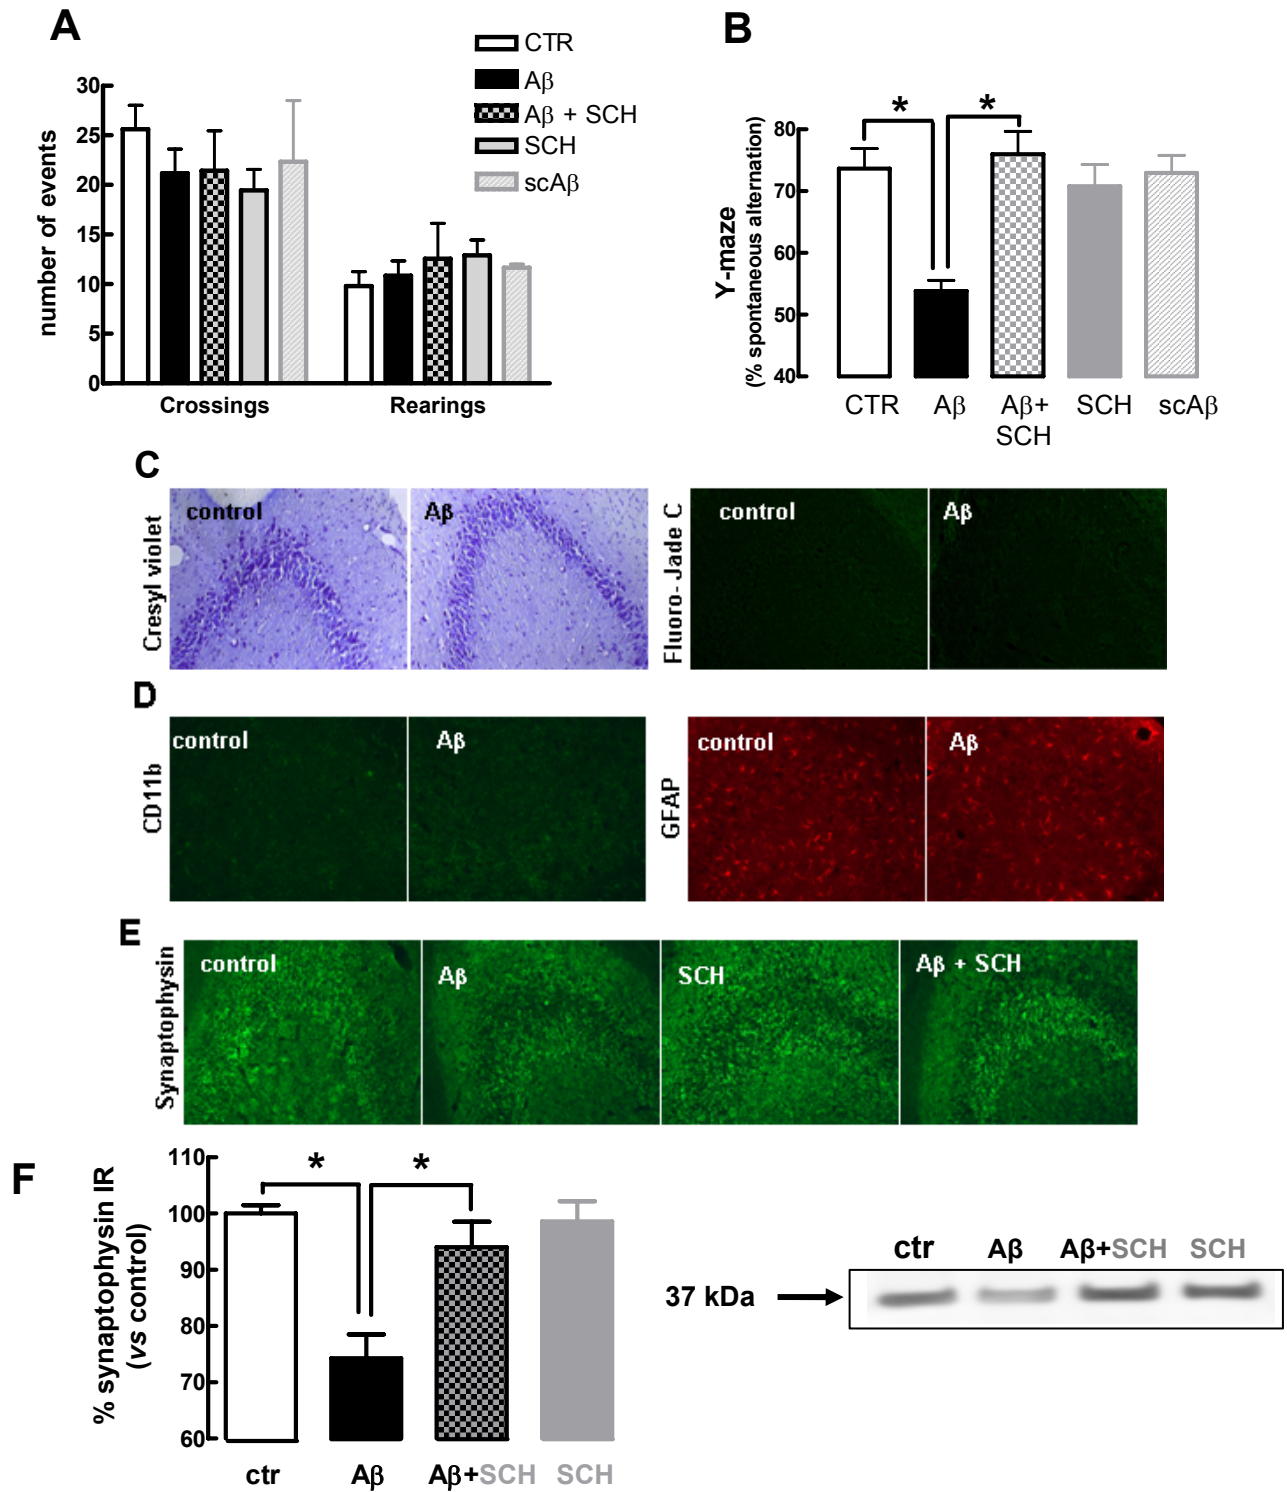 A
CTR
Aβ
Aβ + SCH
SCH
scAβ
number of events
30
25
20
15
10
5
0
Crossings
Rearings
B
*
*
Y-maze
(% spontaneous alternation)
80
70
60
50
40
CTR
Aβ
Aβ+
SCH
SCH
scAβ
C
Cresyl violet
control
Aβ
Fluoro-Jade C
control
Aβ
D
CD11b
control
Aβ
GFAP
control
Aβ
E
Synaptophysin
control
Aβ
SCH
Aβ + SCH
F
% synaptophysin IR
(vs control)
110
100
90
80
70
60
*
*
ctr
Aβ
Aβ+SCH
SCH
37 kDa
ctr
Aβ
Aβ+SCH
SCH